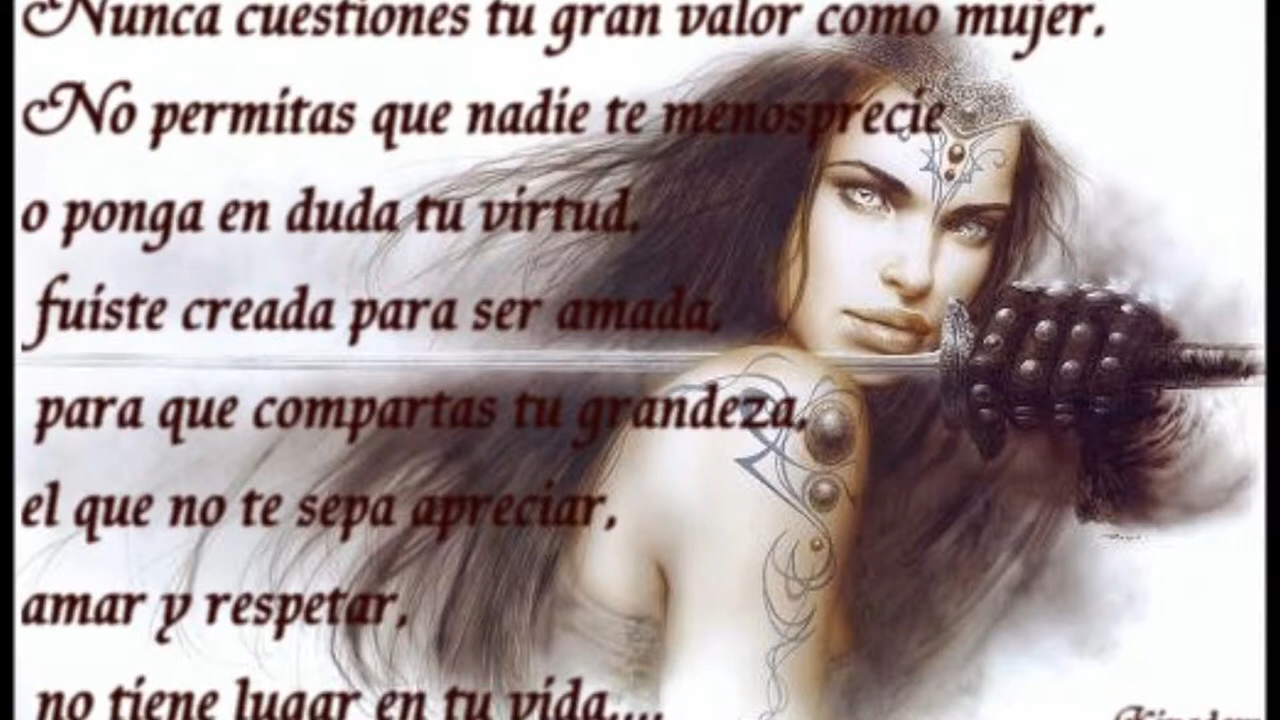 Nunca cuestiones tu gran valor como mujer.
No permitas que nadie te menosprecie
o ponga en duda tu virtud.
fuiste creada para ser amada,
para que compartas tu grandeza,
el que no te sepa apreciar,
amar y respetar,
no tiene lugar en tu vida....